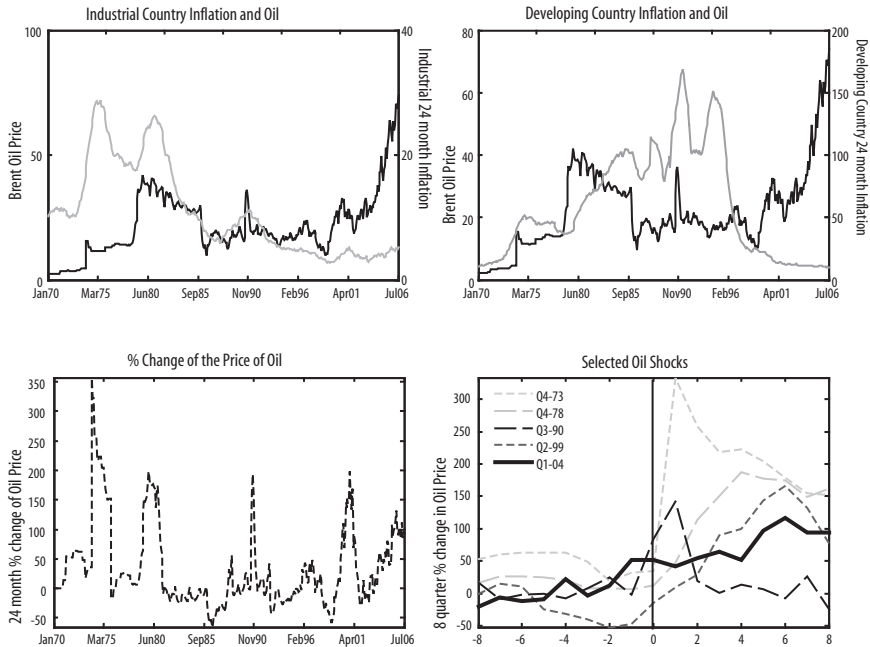 Industrial Country Inflation and Oil
100
50
0
Brent Oil Price
40
20
0
Industrial 24 month Inflation
Jan70 Mar75 Jun80 Sep85 Nov90 Feb96 Apr01 Jul06
Developing Country Inflation and Oil
80
60
40
20
0
Brent Oil Price
200
150
100
50
0
Developing Country 24 month Inflation
Jan70 Mar75 Jun80 Sep85 Nov90 Feb96 Apr01 Jul06
% Change of the Price of Oil
350
300
250
200
150
100
50
0
-50
24 month % change of Oil Price
Jan70 Mar75 Jun80 Sep85 Nov90 Feb96 Apr01 Jul06
Selected Oil Shocks
300
250
200
150
100
50
0
-50
8 quarter % change in Oil Price
Q4-73
Q4-78
Q3-90
Q2-99
Q1-04
-8 -6 -4 -2 0 2 4 6 8